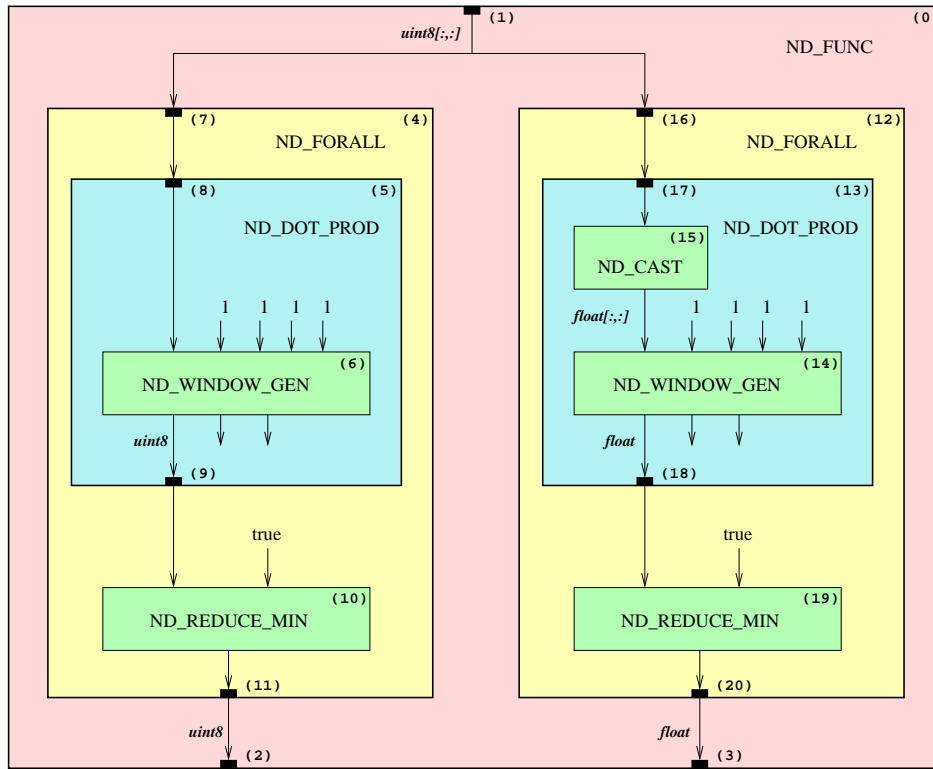 (1) (0
uint8[:,:]
ND_FUNC
(7) (4) (16) (12)
ND_FORALL ND_FORALL
(8) (5) (17) (13)
ND_DOT_PROD ND_DOT_PROD
(15)
ND_CAST
1 1 1 1 float[:,:] 1 1 1 1
(6) (14)
ND_WINDOW_GEN ND_WINDOW_GEN
uint8 float
(9) (18)
true true
(10) (19)
ND_REDUCE_MIN ND_REDUCE_MIN
(11) (20)
uint8 float
(2) (3)